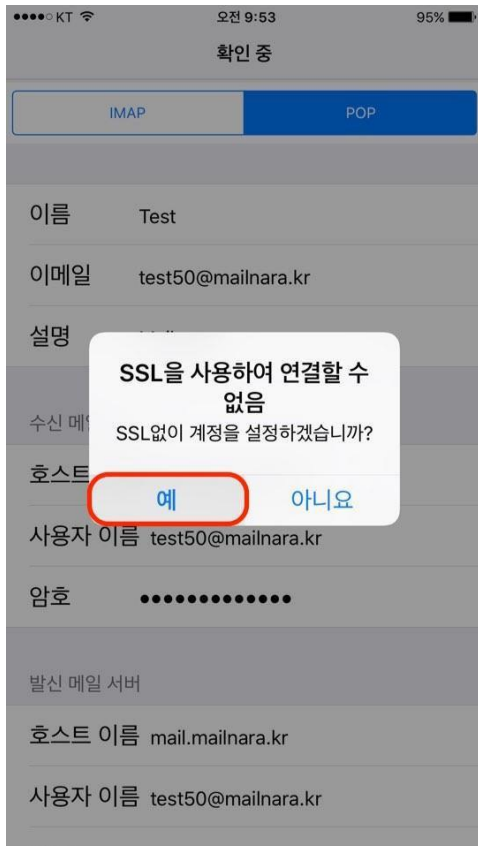 KT 오전 9:53 95%
확인 중
IMAP POP
이름 Test
이메일 test50@mailnara.kr
설명
SSL을 사용하여 연결할 수
없음
SSL없이 계정을 설정하겠습니까?
수신 메
호스트
예 아니요
사용자 이름 test50@mailnara.kr
암호 •••••••••••••
발신 메일 서버
호스트 이름 mail.mailnara.kr
사용자 이름 test50@mailnara.kr